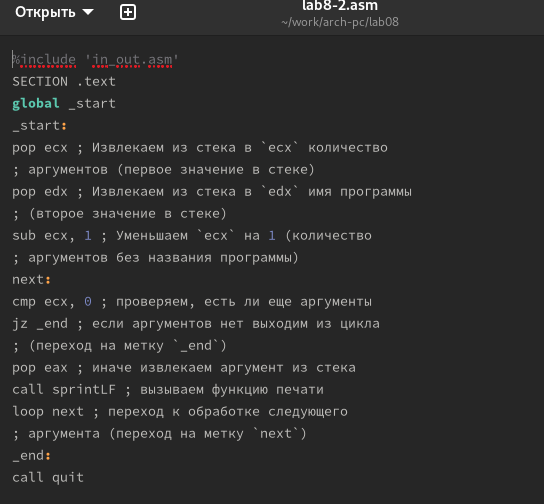 Открыть
lab8-2.asm
~/work/arch-pc/lab08
%include 'in_out.asm'
SECTION .text
global _start
_start:
pop ecx ; Извлекаем из стека в `ecx` количество
; аргументов (первое значение в стеке)
pop edx ; Извлекаем из стека в `edx` имя программы
; (второе значение в стеке)
sub ecx, 1 ; Уменьшаем `ecx` на 1 (количество
; аргументов без названия программы)
next:
cmp ecx, 0 ; проверяем, есть ли еще аргументы
jz _end ; если аргументов нет выходим из цикла
; (переход на метку `_end`)
pop eax ; иначе извлекаем аргумент из стека
call sprintLF ; вызываем функцию печати
loop next ; переход к обработке следующего
; аргумента (переход на метку `next`)
_end:
call quit